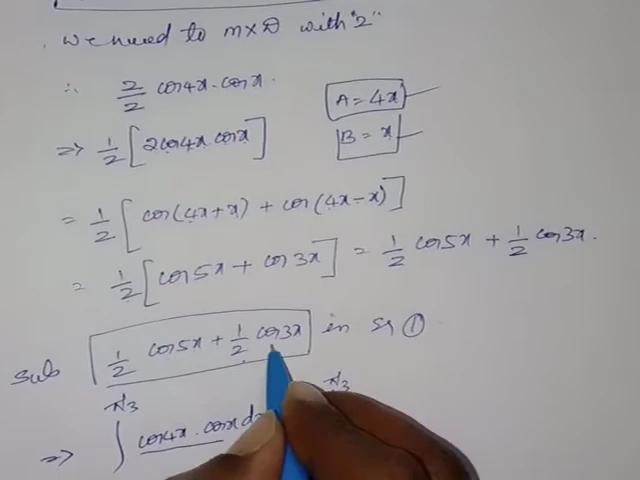 we need to m×D with "2"
∴ 2/2 cos4x · cosx. A = 4x
⇒ 1/2 [2cos4x cosx] B = x
= 1/2 [cos(4x+x) + cos(4x-x)]
= 1/2 [cos5x + cos3x] = 1/2 cos5x + 1/2 cos3x.
Sub 1/2 cos5x + 1/2 cos3x in eq ①
π/3 π/3
⇒ ∫ cos4x · cosx